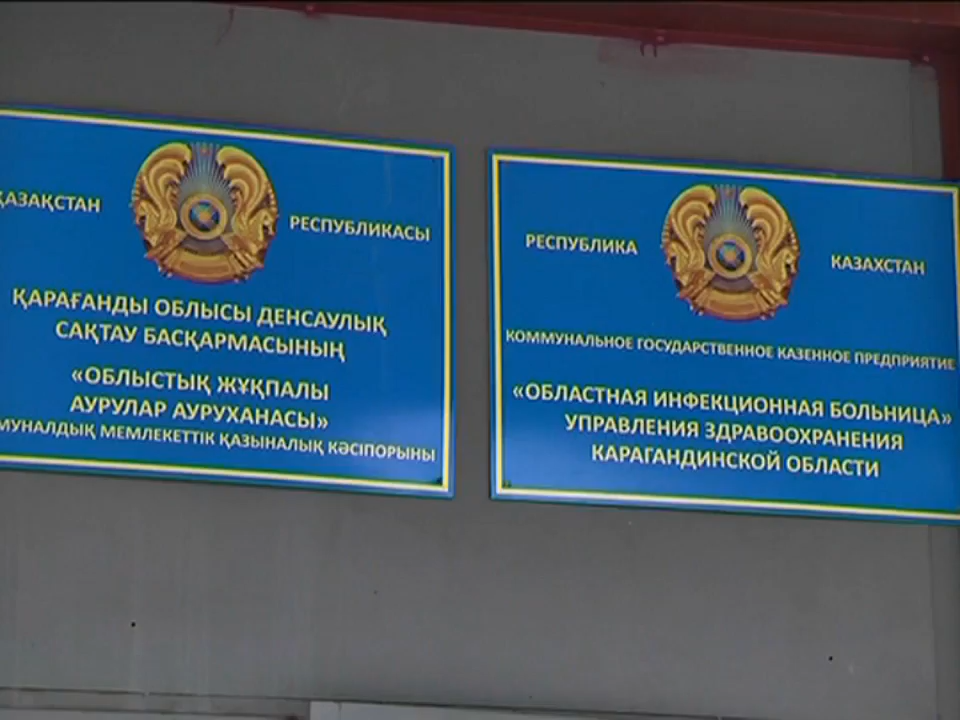 ҚАЗАҚСТАН РЕСПУБЛИКАСЫ
ҚАРАҒАНДЫ ОБЛЫСЫ ДЕНСАУЛЫҚ
САҚТАУ БАСҚАРМАСЫНЫҢ
«ОБЛЫСТЫҚ ЖҰҚПАЛЫ
АУРУЛАР АУРУХАНАСЫ»
МУНАЛДЫҚ МЕМЛЕКЕТТІК ҚАЗЫНАЛЫҚ КӘСІПОРЫНЫ
РЕСПУБЛИКА КАЗАХСТАН
КОММУНАЛЬНОЕ ГОСУДАРСТВЕННОЕ КАЗЕННОЕ ПРЕДПРИЯТИЕ
«ОБЛАСТНАЯ ИНФЕКЦИОННАЯ БОЛЬНИЦА»
УПРАВЛЕНИЯ ЗДРАВООХРАНЕНИЯ
КАРАГАНДИНСКОЙ ОБЛАСТИ